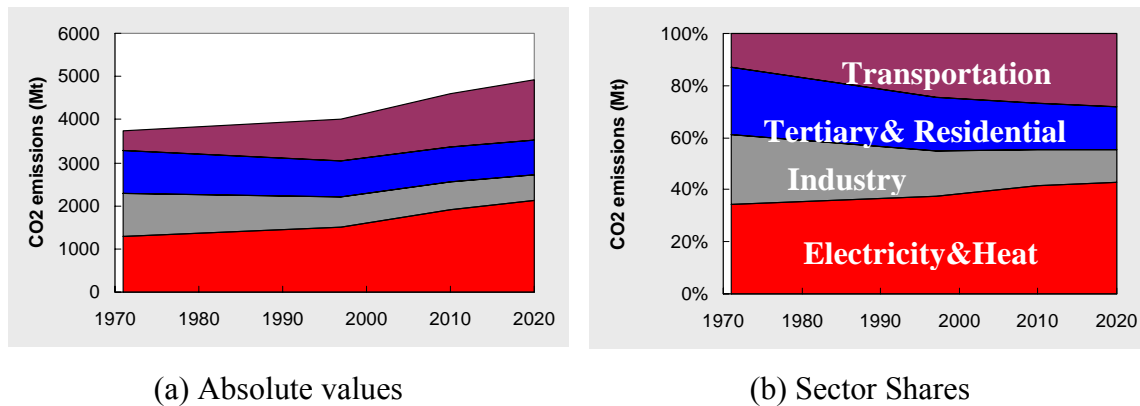 CO2 emissions (Mt)
6000
5000
4000
3000
2000
1000
0
1970 1980 1990 2000 2010 2020
(a) Absolute values
CO2 emissions (Mt)
100%
80%
60%
40%
20%
0%
Transportation
Tertiary& Residential
Industry
Electricity&Heat
1970 1980 1990 2000 2010 2020
(b) Sector Shares